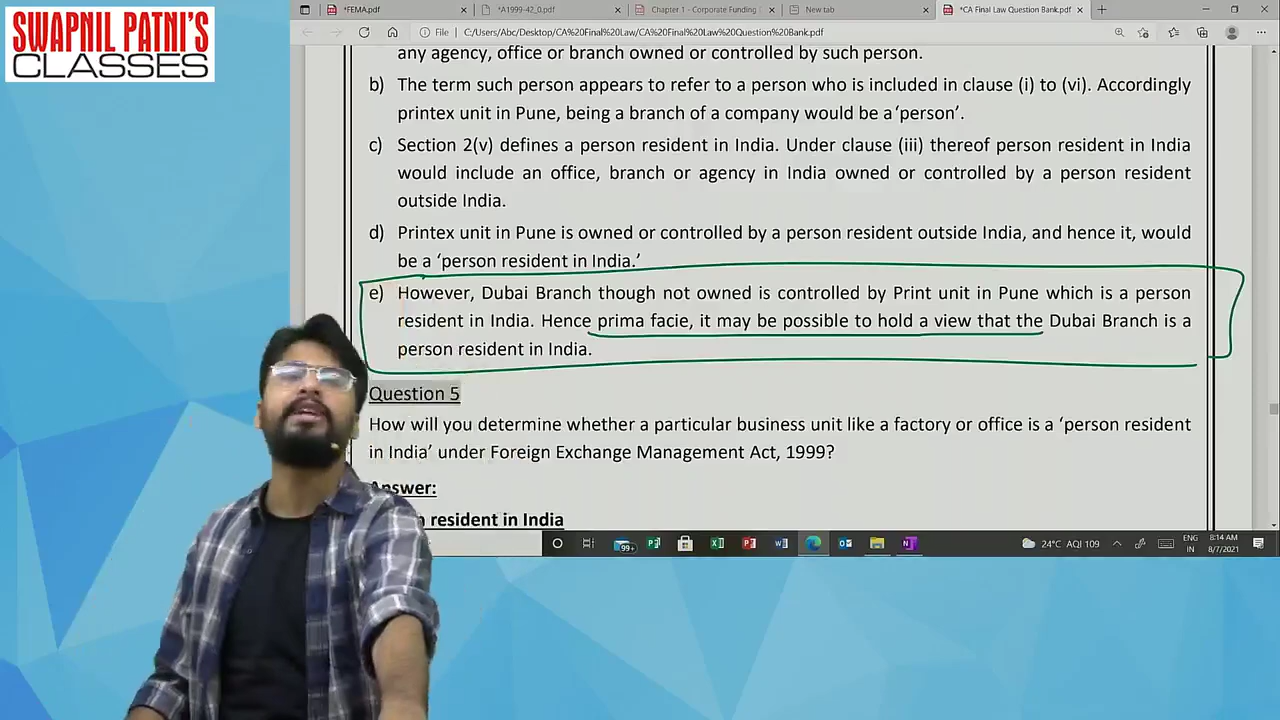 SWAPNIL PATNI'S
CLASSES
*FEMA.pdf
*A1999-42_0.pdf
Chapter 1 - Corporate Funding
New tab
*CA Final Law Question Bank.pdf
File
C:/Users/Abc/Desktop/CA%20Final%20Law/CA%20Final%20Law%20Question%20Bank.pdf
any agency, office or branch owned or controlled by such person.
b) The term such person appears to refer to a person who is included in clause (i) to (vi). Accordingly
printex unit in Pune, being a branch of a company would be a 'person'.
c) Section 2(v) defines a person resident in India. Under clause (iii) thereof person resident in India
would include an office, branch or agency in India owned or controlled by a person resident
outside India.
d) Printex unit in Pune is owned or controlled by a person resident outside India, and hence it, would
be a 'person resident in India.'
e) However, Dubai Branch though not owned is controlled by Print unit in Pune which is a person
resident in India. Hence prima facie, it may be possible to hold a view that the Dubai Branch is a
person resident in India.
Question 5
How will you determine whether a particular business unit like a factory or office is a 'person resident
in India' under Foreign Exchange Management Act, 1999?
Answer:
resident in India
99+
24°C AQI 109
ENG
IN
8:14 AM
8/7/2021